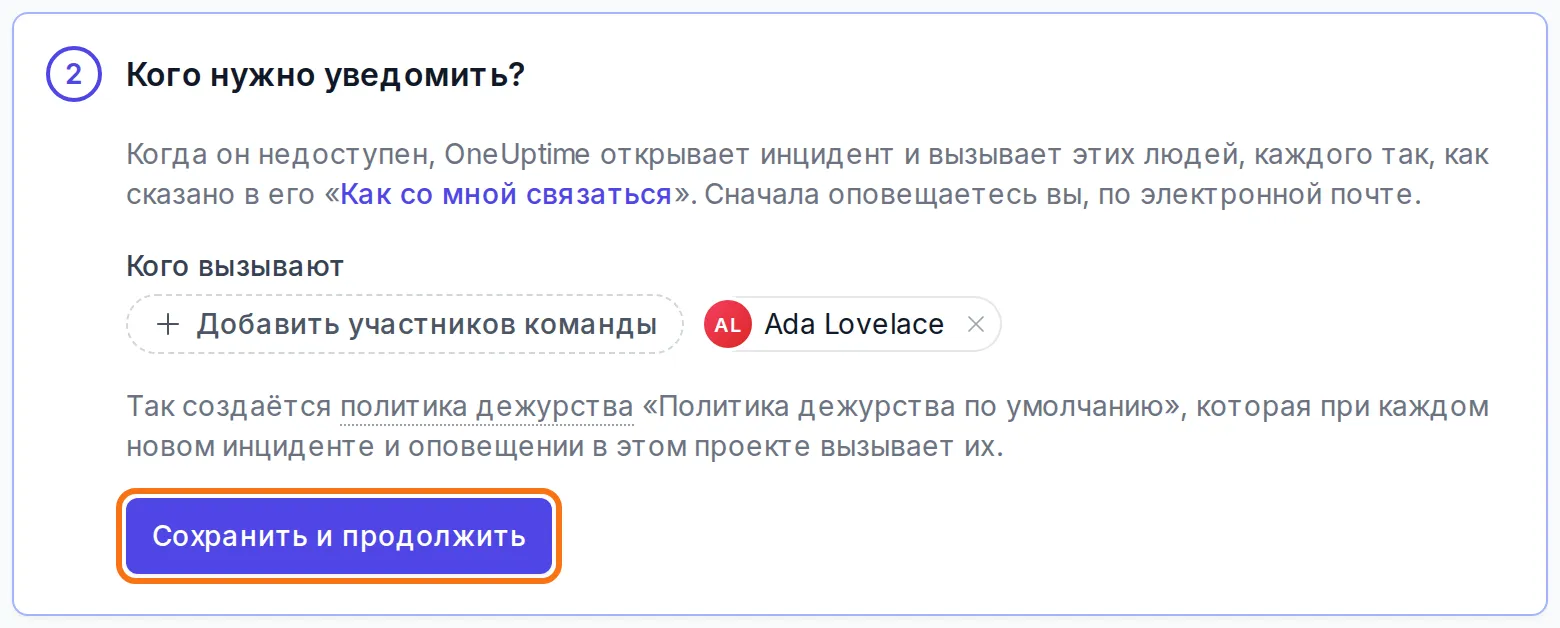 2
Кого нужно уведомить?
Когда он недоступен, OneUptime открывает инцидент и вызывает этих людей, каждого так, как
сказано в его «Как со мной связаться». Сначала оповещаетесь вы, по электронной почте.
Кого вызывают
Добавить участников команды
AL Ada Lovelace
Так создаётся политика дежурства «Политика дежурства по умолчанию», которая при каждом
новом инциденте и оповещении в этом проекте вызывает их.
Сохранить и продолжить